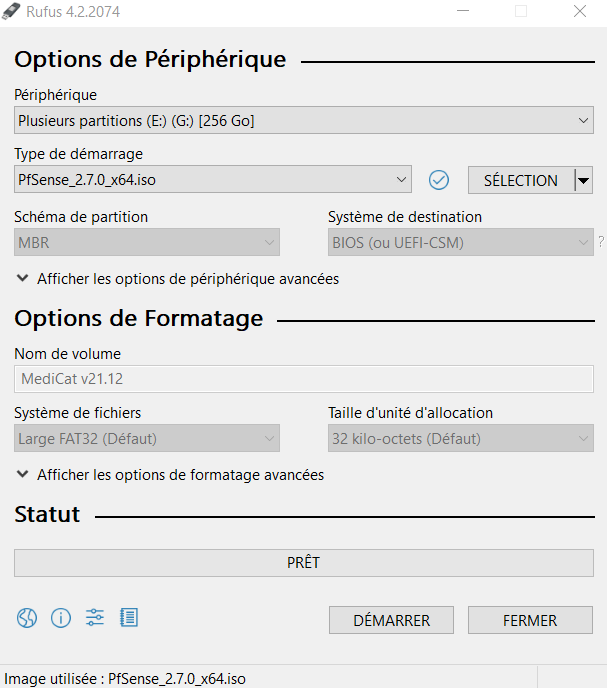 Rufus 4.2.2074
Options de Périphérique
Périphérique
Plusieurs partitions (E:) (G:) [256 Go]
Type de démarrage
PfSense_2.7.0_x64.iso
SÉLECTION
Schéma de partition
Système de destination
MBR
BIOS (ou UEFI-CSM)
?
Afficher les options de périphérique avancées
Options de Formatage
Nom de volume
MediCat v21.12
Système de fichiers
Taille d'unité d'allocation
Large FAT32 (Défaut)
32 kilo-octets (Défaut)
Afficher les options de formatage avancées
Statut
PRÊT
DÉMARRER
FERMER
Image utilisée : PfSense_2.7.0_x64.iso